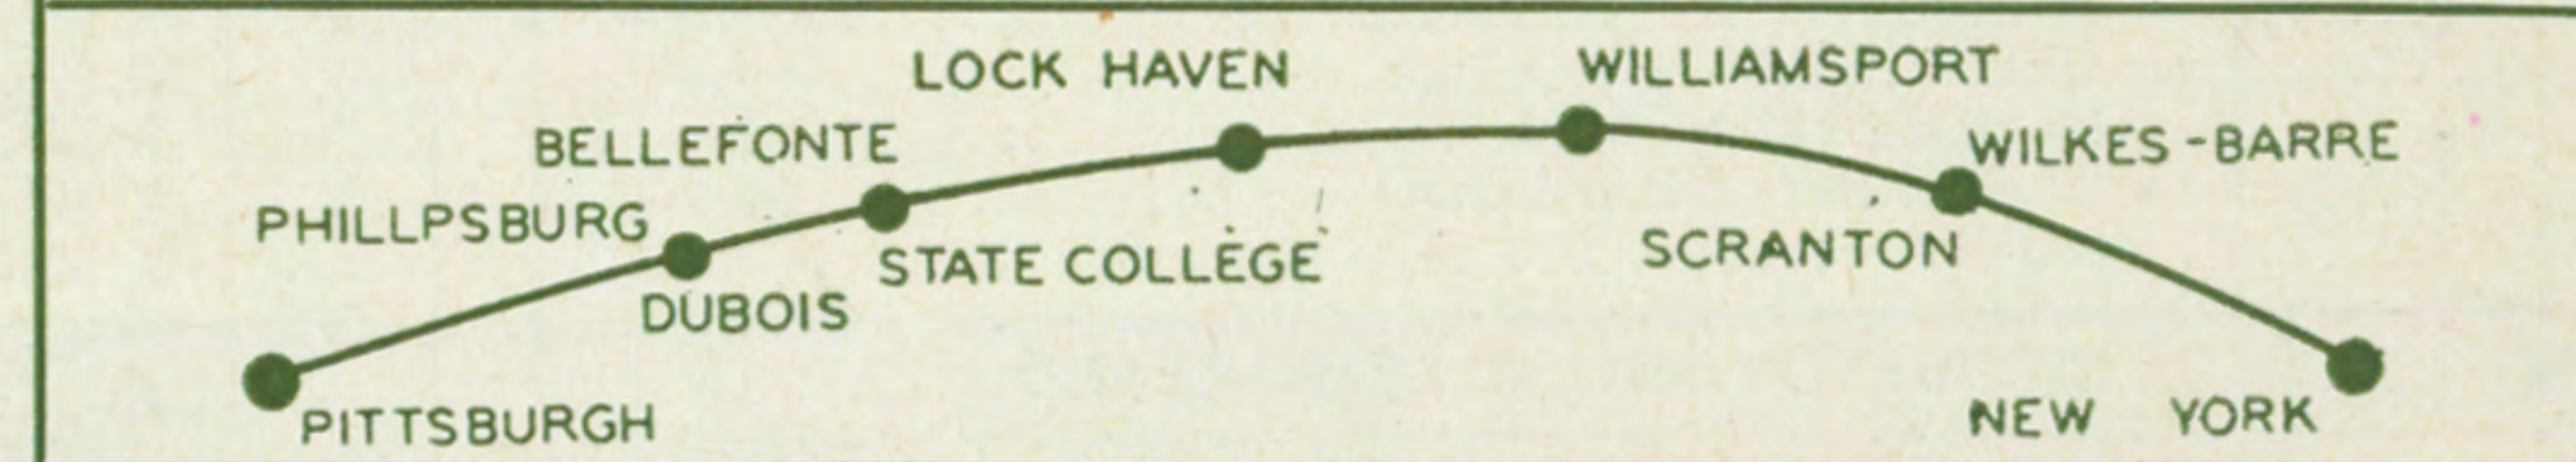 LOCK HAVEN
WILLIAMSPORT
BELLEFONTE
WILKES-BARRE
PHILLPSBURG
STATE COLLEGE
SCRANTON
DUBOIS
PITTSBURGH
NEW YORK